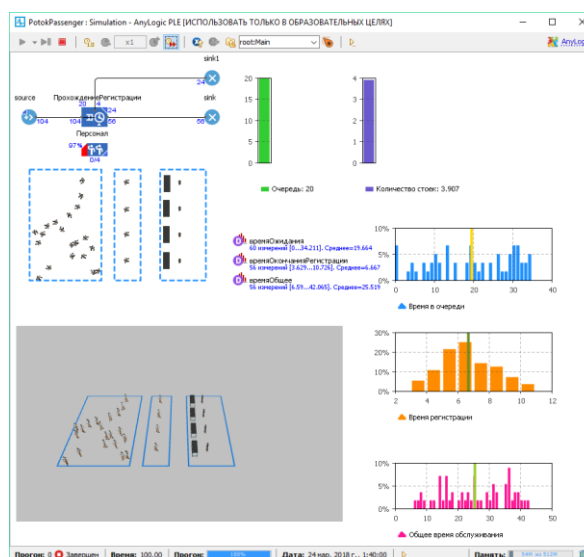 PotokPassenger : Simulation - AnyLogic PLE [ИСПОЛЬЗОВАТЬ ТОЛЬКО В ОБРАЗОВАТЕЛЬНЫХ ЦЕЛЯХ]
x1 root:Main AnyLog
sink1
24
source ПрохождениеРегистрации sink
20 4
24
104 104 56 56
Персонал
97%
0/4
20
15
10
5
0
Очередь: 20
4
3
2
1
0
Количество стоек: 3.907
времяОжидания
60 измерений [0...34.211]. Среднее=19.664
времяОкончанияРегистрации
56 измерений [3.629...10.726]. Среднее=6.667
времяОбщее
56 измерений [6.59...42.065]. Среднее=25.519
10%
5%
0%
0 10 20 30 40
Время в очереди
30%
20%
10%
0%
2 4 6 8 10 12
Время регистрации
10%
5%
0%
0 10 20 30 40 50
Общее время обслуживания
Прогон: 0 Завершен Время: 100.00 Прогон: 100% Дата: 24 мар. 2018 г., 1:40:00 Память: